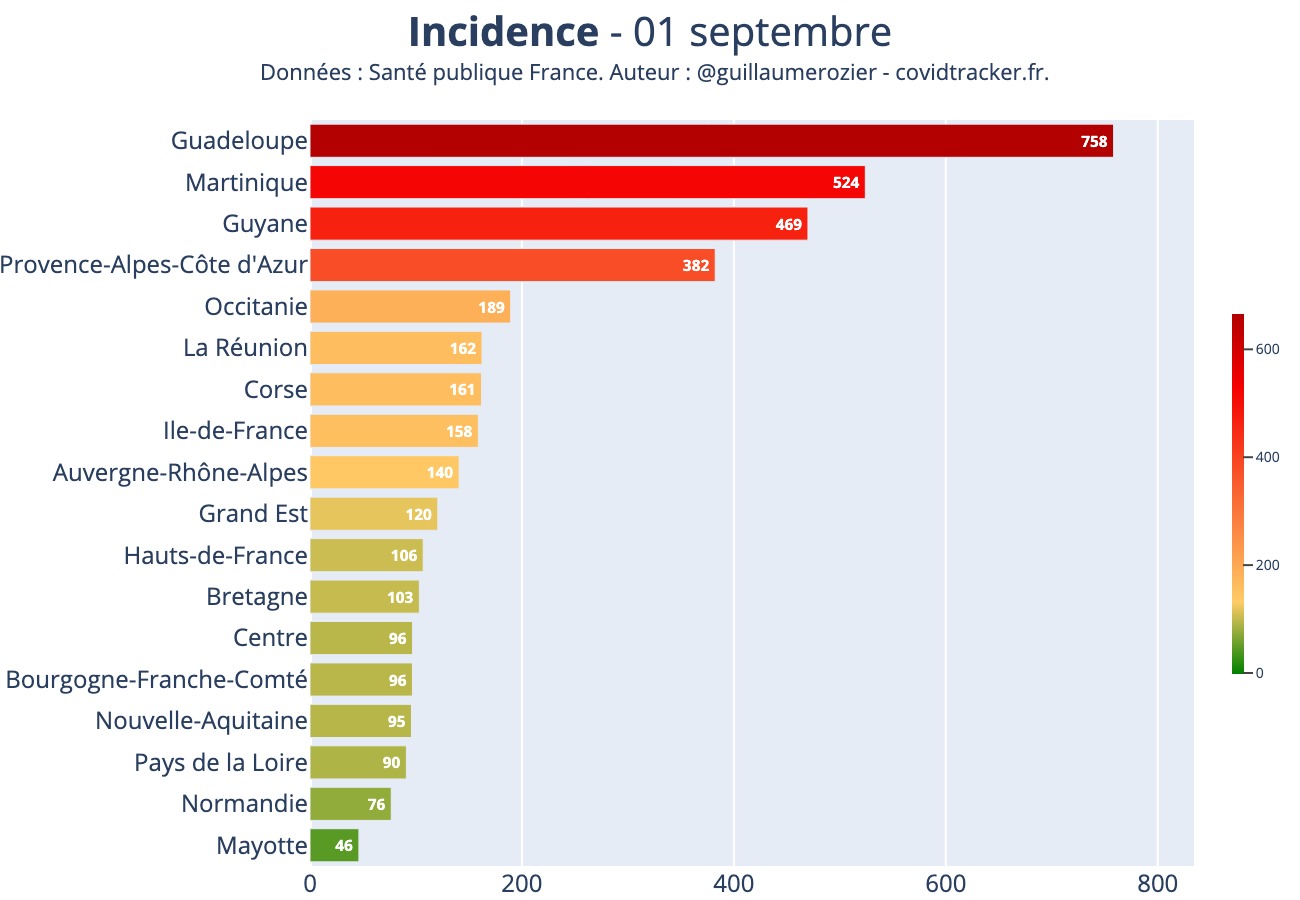 Incidence - 01 septembre
Données : Santé publique France. Auteur : @guillaumerozier - covidtracker.fr.
Guadeloupe 758
Martinique 524
Guyane 469
Provence-Alpes-Côte d'Azur 382
Occitanie 189
La Réunion 162
Corse 161
Ile-de-France 158
Auvergne-Rhône-Alpes 140
Grand Est 120
Hauts-de-France 106
Bretagne 103
Centre 96
Bourgogne-Franche-Comté 96
Nouvelle-Aquitaine 95
Pays de la Loire 90
Normandie 76
Mayotte 46
0 200 400 600 800
600
400
200
0